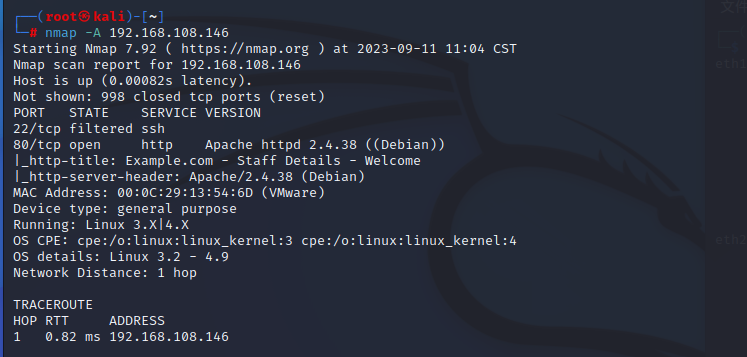 ┌──(root㉿kali)-[~]
└─# nmap -A 192.168.108.146
Starting Nmap 7.92 ( https://nmap.org ) at 2023-09-11 11:04 CST
Nmap scan report for 192.168.108.146
Host is up (0.00082s latency).
Not shown: 998 closed tcp ports (reset)
PORT   STATE    SERVICE VERSION
22/tcp filtered ssh
80/tcp open     http    Apache httpd 2.4.38 ((Debian))
|_http-title: Example.com - Staff Details - Welcome
|_http-server-header: Apache/2.4.38 (Debian)
MAC Address: 00:0C:29:13:54:6D (VMware)
Device type: general purpose
Running: Linux 3.X|4.X
OS CPE: cpe:/o:linux:linux_kernel:3 cpe:/o:linux:linux_kernel:4
OS details: Linux 3.2 - 4.9
Network Distance: 1 hop
TRACEROUTE
HOP RTT     ADDRESS
1   0.82 ms 192.168.108.146